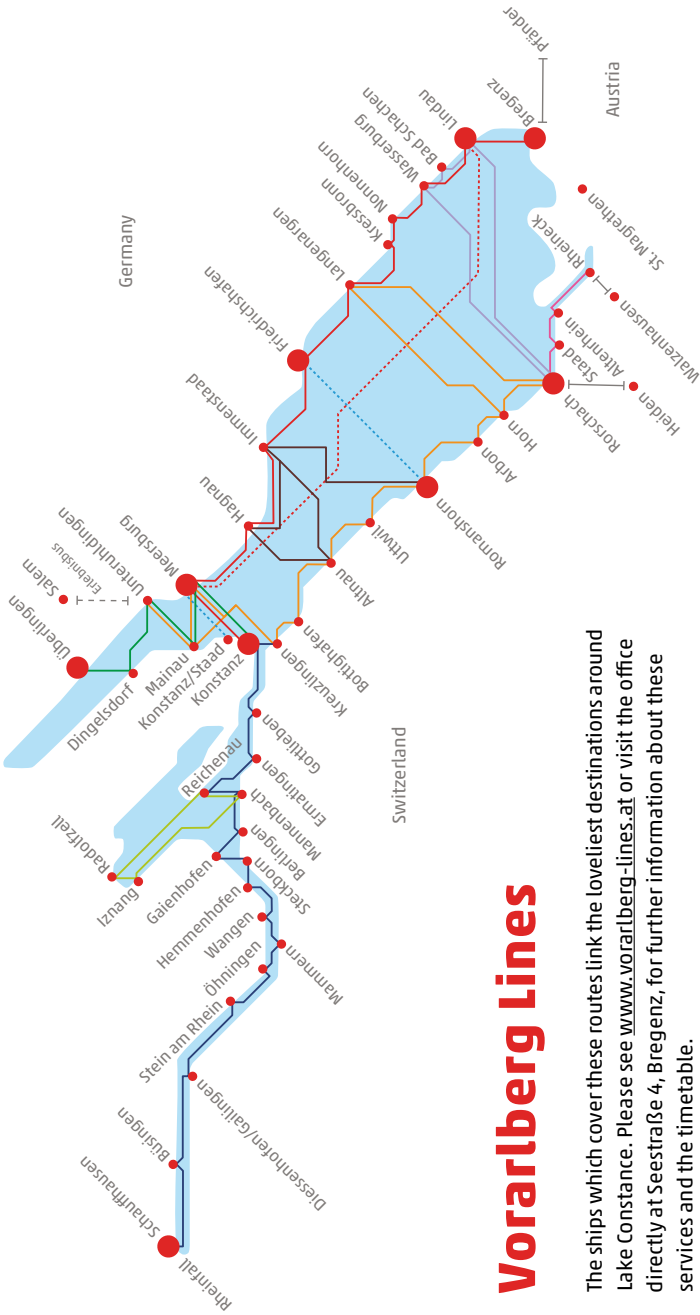 Germany
Austria
Switzerland
Salem
Erlebnisbus
Überlingen
Unteruhldingen
Dingelsdorf
Meersburg
Mainau
Konstanz/Staad
Konstanz
Kreuzlingen
Bottighafen
Hagnau
Immenstaad
Friedrichshafen
Langenargen
Kressbronn
Nonnenhorn
Wasserburg
Bad Schachen
Lindau
Bregenz
Pfänder
Altnau
Uttwil
Romanshorn
Arbon
Horn
Rorschach
Heiden
Staad
Altenrhein
Walzenhausen
Rheineck
St. Magrethen
Radolfzell
Iznang
Reichenau
Gottlieben
Ermatingen
Mannenbach
Berlingen
Steckborn
Gaienhofen
Hemmenhofen
Wangen
Mammern
Öhningen
Stein am Rhein
Diessenhofen/Gailingen
Büsingen
Schauffhausen
Rheinfall
Vorarlberg Lines
The ships which cover these routes link the loveliest destinations around
Lake Constance. Please see www.vorarlberg-lines.at or visit the office
directly at Seestraße 4, Bregenz, for further information about these
services and the timetable.